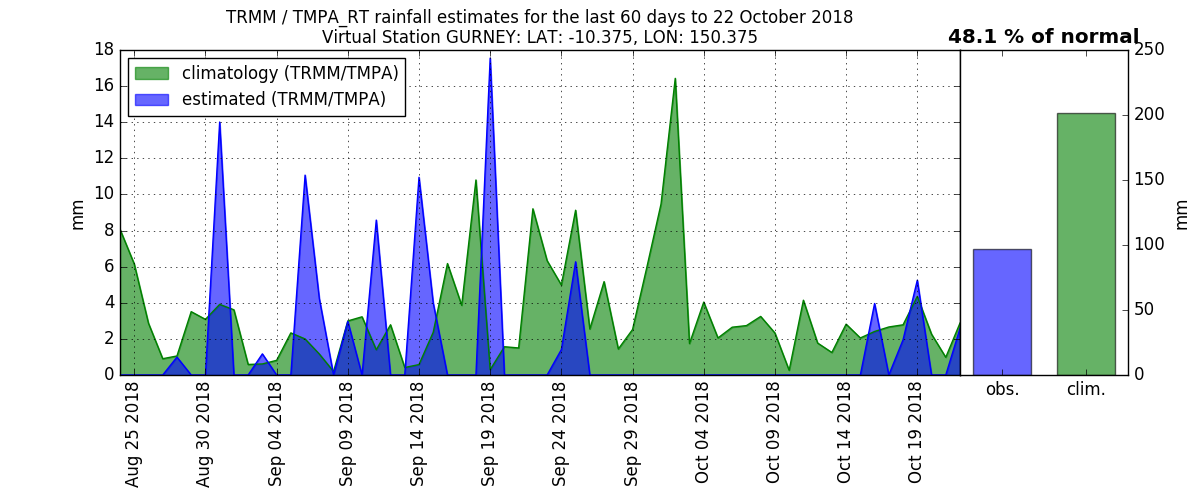 TRMM / TMPA_RT rainfall estimates for the last 60 days to 22 October 2018
Virtual Station GURNEY: LAT: -10.375, LON: 150.375
48.1 % of normal
climatology (TRMM/TMPA)
estimated (TRMM/TMPA)
18
16
14
12
10
8
6
4
2
0
mm
250
200
150
100
50
0
mm
Aug 25 2018
Aug 30 2018
Sep 04 2018
Sep 09 2018
Sep 14 2018
Sep 19 2018
Sep 24 2018
Sep 29 2018
Oct 04 2018
Oct 09 2018
Oct 14 2018
Oct 19 2018
obs.
clim.